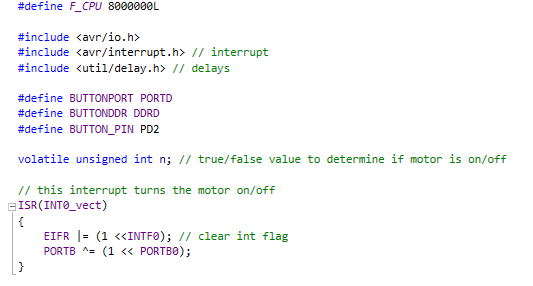 #define F_CPU 8000000L
#include <avr/io.h>
#include <avr/interrupt.h> // interrupt
#include <util/delay.h> // delays
#define BUTTONPORT PORTD
#define BUTTONDDR DDRD
#define BUTTON_PIN PD2
volatile unsigned int n; // true/false value to determine if motor is on/off
// this interrupt turns the motor on/off
ISR(INT0_vect)
{
    EIFR |= (1 <<INTF0); // clear int flag
    PORTB ^= (1 << PORTB0);
}